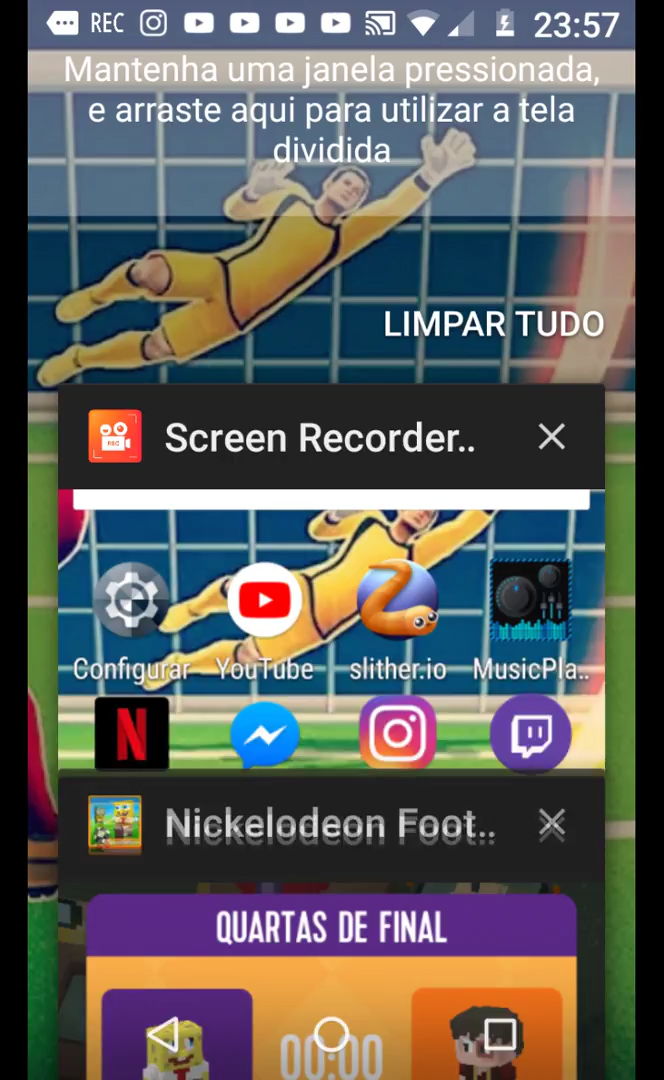 REC
23:57
Mantenha uma janela pressionada,
e arraste aqui para utilizar a tela
dividida
LIMPAR TUDO
REC
Screen Recorder..
Configurar YouTube slither.io MusicPla..
N
Nickelodeon Foot..
QUARTAS DE FINAL
00:00